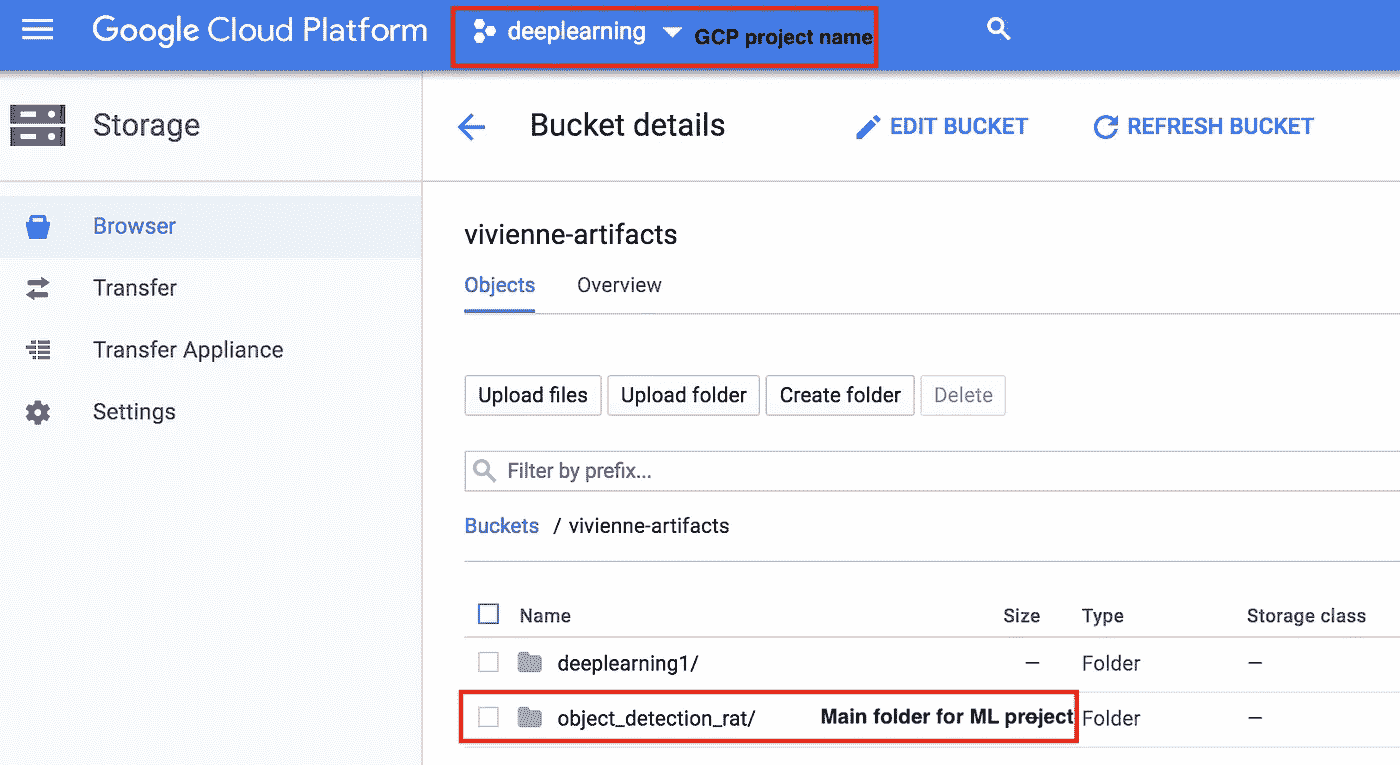 Google Cloud Platform deeplearning GCP project name
Storage
Bucket details EDIT BUCKET REFRESH BUCKET
Browser
Transfer
Transfer Appliance
Settings
vivienne-artifacts
Objects Overview
Upload files Upload folder Create folder Delete
Filter by prefix...
Buckets / vivienne-artifacts
Name Size Type Storage class
deeplearning1/ — Folder —
object_detection_rat/ Main folder for ML project Folder —